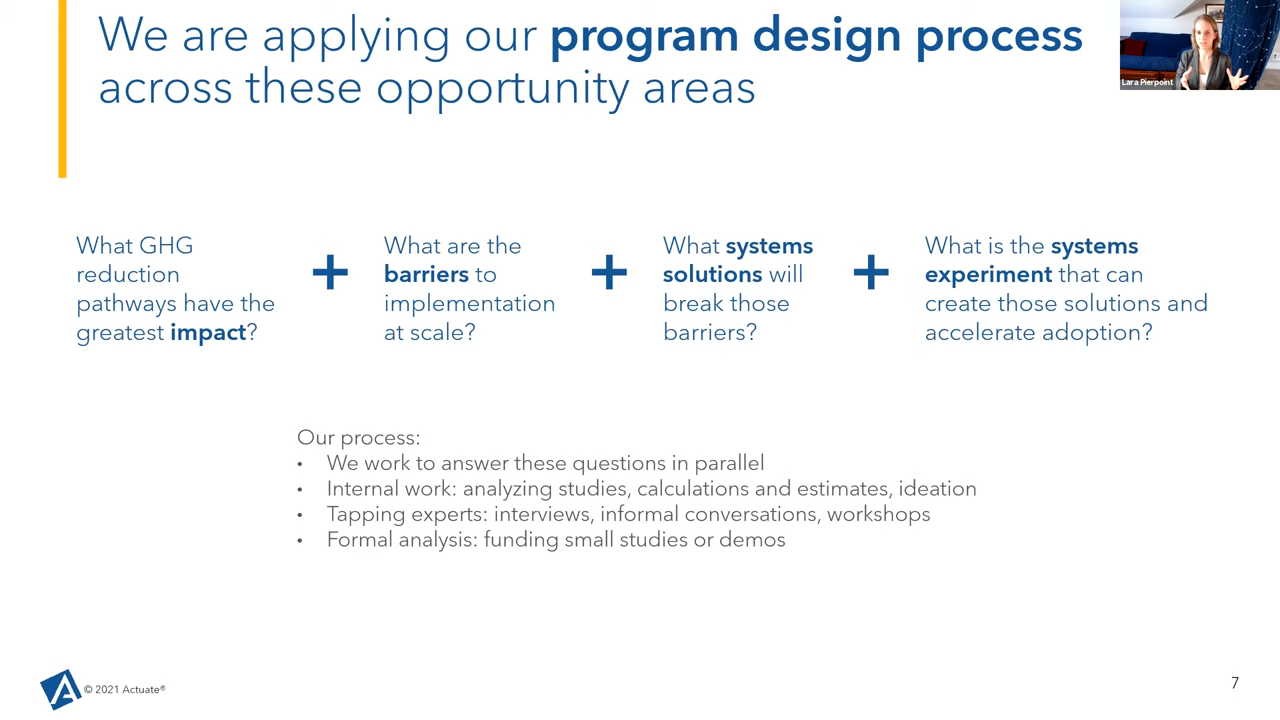 We are applying our program design process
across these opportunity areas
Lara Pierpoint
What GHG
reduction
pathways have the
greatest impact?
+
What are the
barriers to
implementation
at scale?
+
What systems
solutions will
break those
barriers?
+
What is the systems
experiment that can
create those solutions and
accelerate adoption?
Our process:
• We work to answer these questions in parallel
• Internal work: analyzing studies, calculations and estimates, ideation
• Tapping experts: interviews, informal conversations, workshops
• Formal analysis: funding small studies or demos
© 2021 Actuate®
7